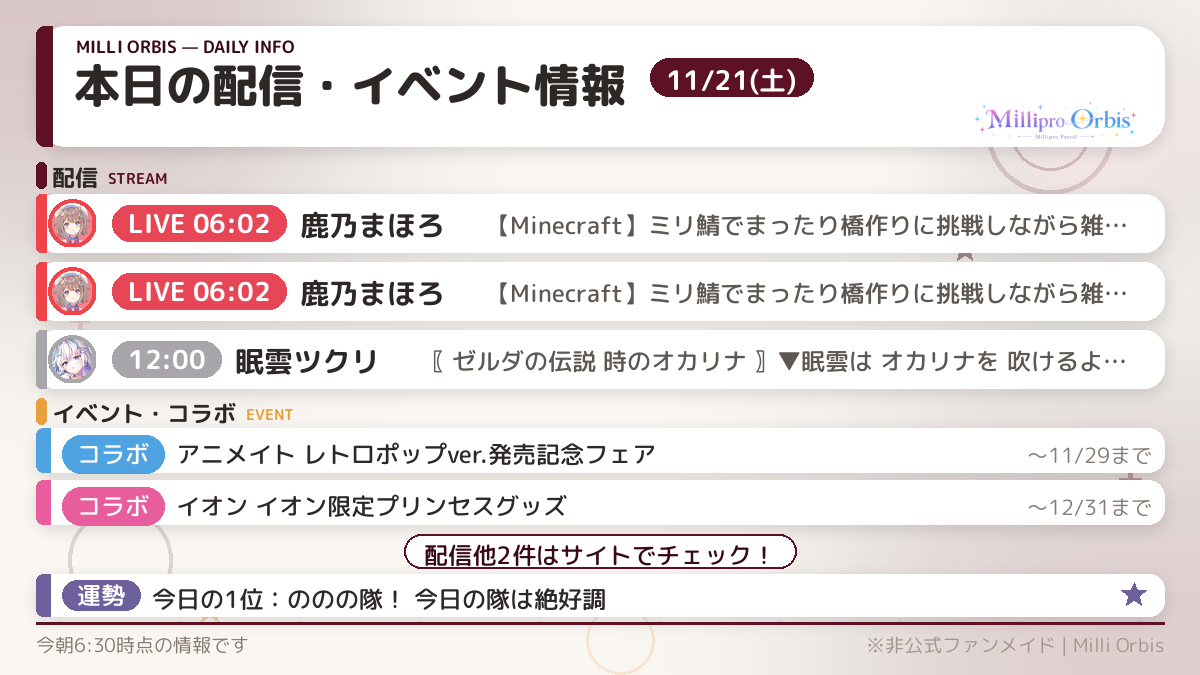 MILLI ORBIS — DAILY INFO
本日の配信・イベント情報 11/21(土)
Millipro Orbis
Millipro Portal
配信 STREAM
LIVE 06:02 鹿乃まほろ 【Minecraft】ミリ鯖でまったり橋作りに挑戦しながら雑…
LIVE 06:02 鹿乃まほろ 【Minecraft】ミリ鯖でまったり橋作りに挑戦しながら雑…
12:00 眠雲ツクリ 〖 ゼルダの伝説 時のオカリナ 〗▼眠雲は オカリナを 吹けるよ…
イベント・コラボ EVENT
コラボ アニメイト レトロポップver.発売記念フェア ～11/29まで
コラボ イオン イオン限定プリンセスグッズ ～12/31まで
配信他2件はサイトでチェック！
運勢 今日の1位：ののの隊！ 今日の隊は絶好調
今朝6:30時点の情報です ※非公式ファンメイド | Milli Orbis